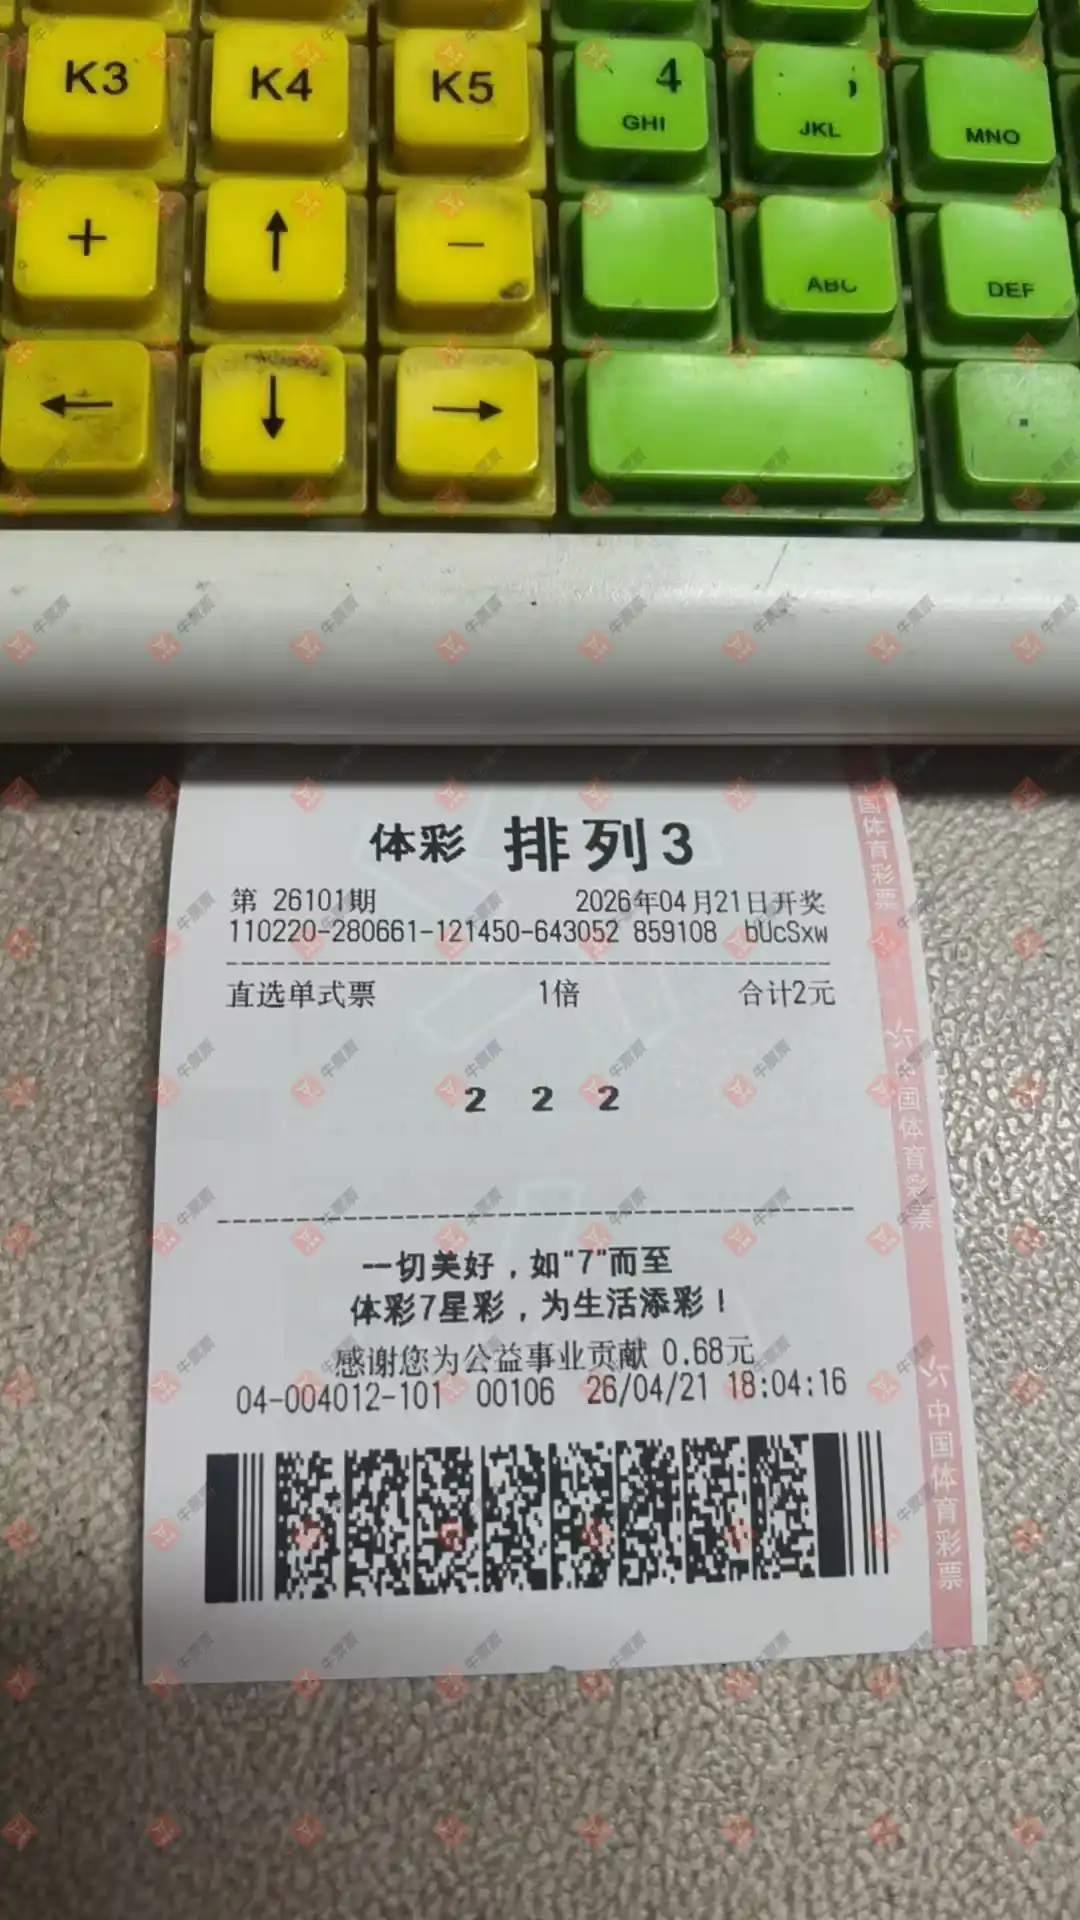 K3 K4 K5 4 GHI JKL MNO
+ ↑ − ABC DEF
← ↓ → .
体彩 排列3
第 26101期 2026年04月21日开奖
110220-280661-121450-643052 859108 bUcSxw
直选单式票 1倍 合计2元
2 2 2
一切美好，如“7”而至
体彩7星彩，为生活添彩！
感谢您为公益事业贡献 0.68元
04-004012-101 00106 26/04/21 18:04:16
中国体育彩票
中国体育彩票
中国体育彩票
牛票票